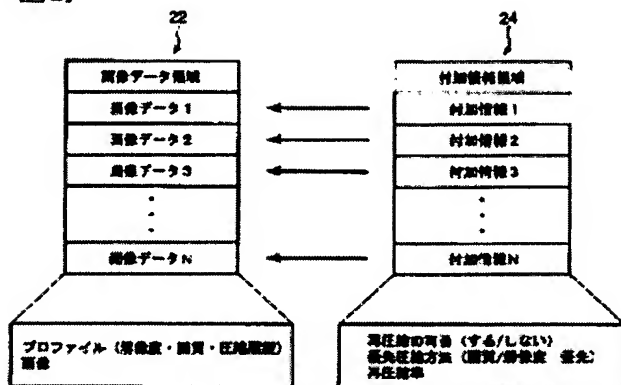 22
24
画像データ領域
画像データ1
画像データ2
画像データ3
画像データN
付加情報領域
付加情報1
付加情報2
付加情報3
付加情報N
プロファイル (解像度・画質・圧縮履歴)
画像
再圧縮の可否 (する/しない)
優先圧縮方法 (画質/解像度 優先)
再圧縮率